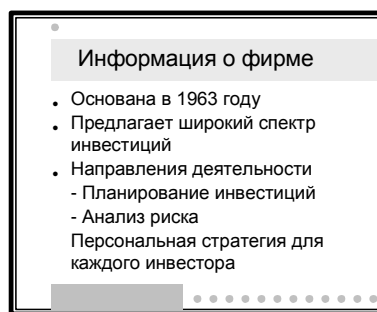 Информация о фирме
• Основана в 1963 году
• Предлагает широкий спектр
инвестиций
• Направления деятельности
- Планирование инвестиций
- Анализ риска
Персональная стратегия для
каждого инвестора